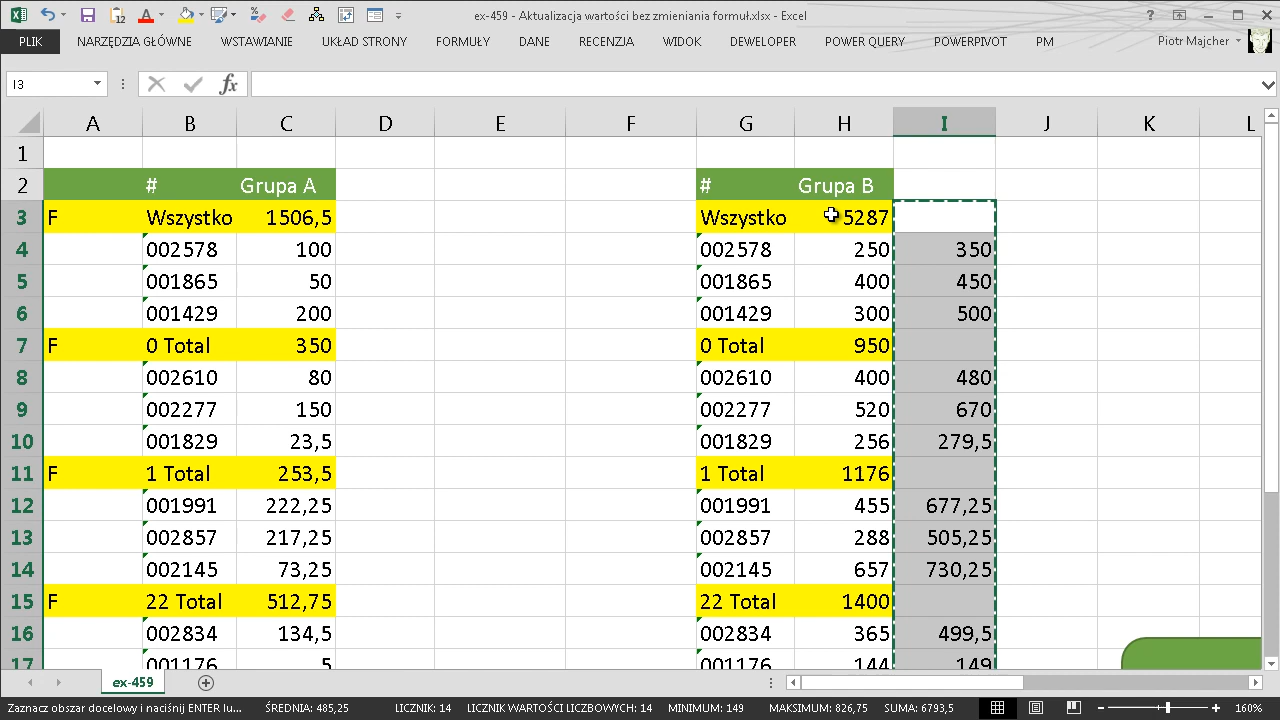 ex-459 - Aktualizacja wartości bez zmieniania formuł.xlsx - Excel
PLIK NARZĘDZIA GŁÓWNE WSTAWIANIE UKŁAD STRONY FORMUŁY DANE RECENZJA WIDOK DEWELOPER POWER QUERY POWERPIVOT PM Piotr Majcher
I3 fx
A B C D E F G H I J K L
1
2 # Grupa A # Grupa B
3 F Wszystko 1506,5 Wszystko 5287
4 002578 100 002578 250 350
5 001865 50 001865 400 450
6 001429 200 001429 300 500
7 F 0 Total 350 0 Total 950
8 002610 80 002610 400 480
9 002277 150 002277 520 670
10 001829 23,5 001829 256 279,5
11 F 1 Total 253,5 1 Total 1176
12 001991 222,25 001991 455 677,25
13 002857 217,25 002857 288 505,25
14 002145 73,25 002145 657 730,25
15 F 22 Total 512,75 22 Total 1400
16 002834 134,5 002834 365 499,5
17 001176 5 001176 144 149
ex-459
Zaznacz obszar docelowy i naciśnij ENTER lu... ŚREDNIA: 485,25 LICZNIK: 14 LICZNIK WARTOŚCI LICZBOWYCH: 14 MINIMUM: 149 MAKSIMUM: 826,75 SUMA: 6793,5 160%